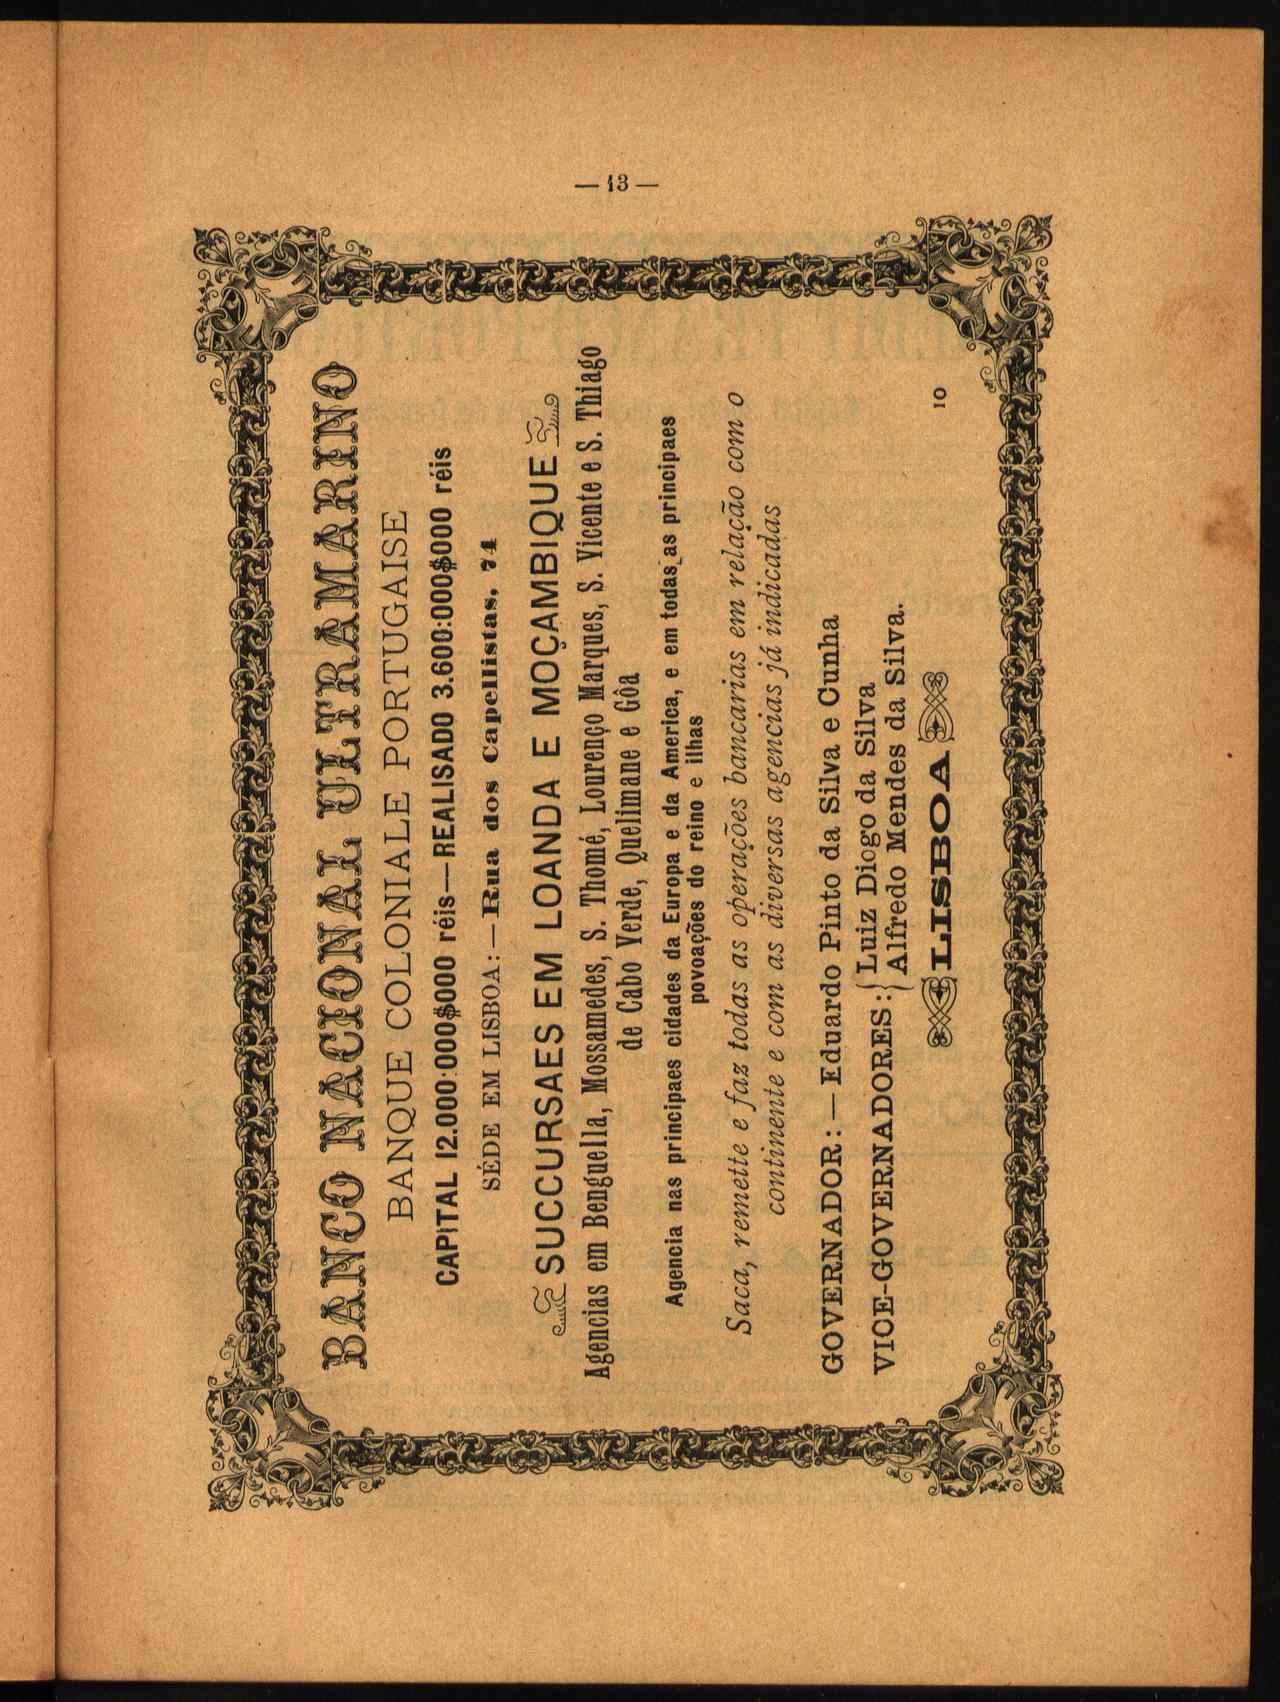 — 13 —
BANCO NACIONAL ULTRAMARINO
BANQUE COLONIALE PORTUGAISE
CAPITAL 12.000:000$000 réis—REALISADO 3.600:000$000 réis
SÉDE EM LISBOA: — Rua dos Capellistas, 74
SUCCURSAES EM LOANDA E MOÇAMBIQUE
Agencias em Benguella, Mossamedes, S. Thomé, Lourenço Marques, S. Vicente e S. Thiago
de Cabo Verde, Quelimane e Gôa
Agencia nas principaes cidades da Europa e da America, e em todas as principaes
povoações do reino e ilhas
Saca, remette e faz todas as operações bancarias em relação com o
continente e com as diversas agencias já indicadas
GOVERNADOR: — Eduardo Pinto da Silva e Cunha
VICE-GOVERNADORES: { Luiz Diogo da Silva
Alfredo Mendes da Silva.
LISBOA
10